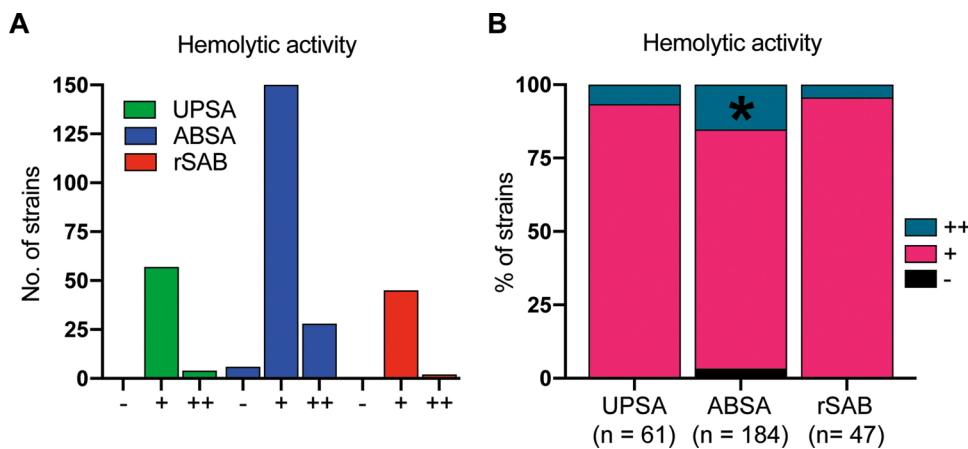 A
Hemolytic activity
No. of strains
150
125
100
75
50
25
0
UPSA
ABSA
rSAB
- + ++ - + ++ - + ++
B
Hemolytic activity
% of strains
100
75
50
25
0
*
++
+
-
UPSA ABSA rSAB
(n = 61) (n = 184) (n= 47)